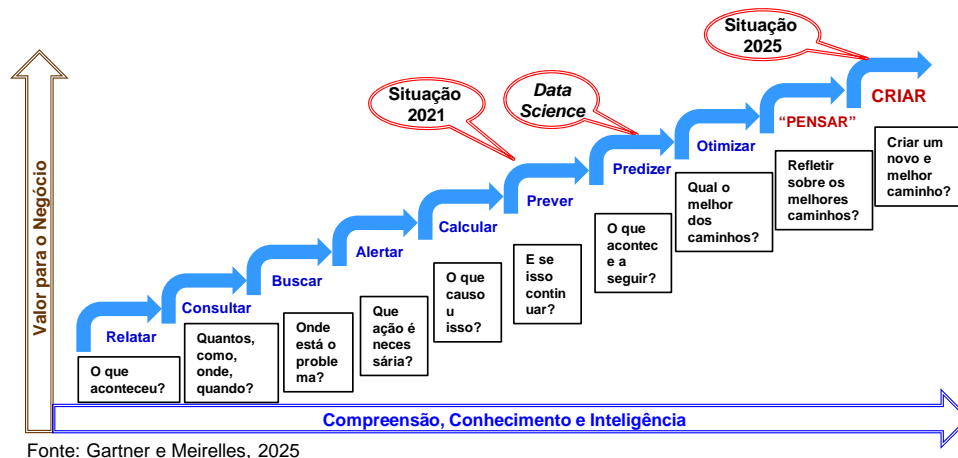 Situação
2025
Situação
2021
Data
Science
CRIAR
“PENSAR”
Otimizar
Predizer
Prever
Calcular
Alertar
Buscar
Consultar
Relatar
O que
aconteceu?
Quantos,
como,
onde,
quando?
Onde
está o
proble
ma?
Que
ação é
neces
sária?
O que
causo
u
isso?
E se
isso
contin
uar?
O que
acontec
e a
seguir?
Qual o
melhor
dos
caminhos?
Refletir
sobre os
melhores
caminhos?
Criar um
novo e
melhor
caminho?
Valor para o Negócio
Compreensão, Conhecimento e Inteligência
Fonte: Gartner e Meirelles, 2025